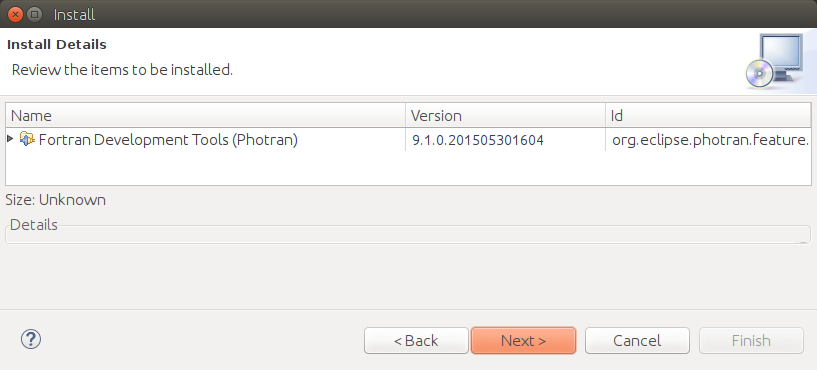 Install
Install Details
Review the items to be installed.
Name Version Id
Fortran Development Tools (Photran) 9.1.0.201505301604 org.eclipse.photran.feature.
Size: Unknown
Details
? < Back Next > Cancel Finish